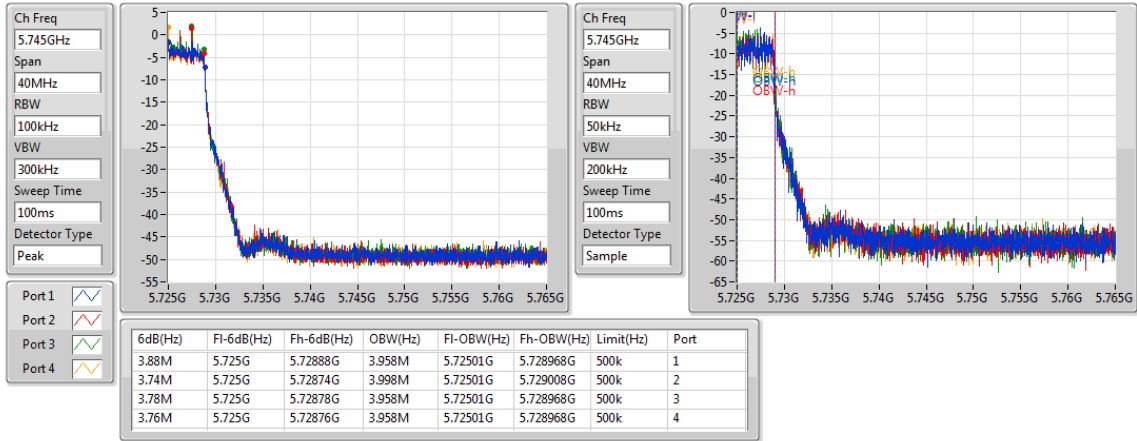 Ch Freq
5.745GHz
Span
40MHz
RBW
100kHz
VBW
300kHz
Sweep Time
100ms
Detector Type
Peak
5
0
-5
-10
-15
-20
-25
-30
-35
-40
-45
-50
-55
5.725G 5.73G 5.735G 5.74G 5.745G 5.75G 5.755G 5.76G 5.765G
Ch Freq
5.745GHz
Span
40MHz
RBW
50kHz
VBW
200kHz
Sweep Time
100ms
Detector Type
Sample
0
-5
-10
-15
-20
-25
-30
-35
-40
-45
-50
-55
-60
-65
OBW-h
OBW-h
5.725G 5.73G 5.735G 5.74G 5.745G 5.75G 5.755G 5.76G 5.765G
Port 1
Port 2
Port 3
Port 4
6dB(Hz) Fl-6dB(Hz) Fh-6dB(Hz) OBW(Hz) Fl-OBW(Hz) Fh-OBW(Hz) Limit(Hz) Port
3.88M 5.725G 5.72888G 3.958M 5.72501G 5.728968G 500k 1
3.74M 5.725G 5.72874G 3.998M 5.72501G 5.729008G 500k 2
3.78M 5.725G 5.72878G 3.958M 5.72501G 5.728968G 500k 3
3.76M 5.725G 5.72876G 3.958M 5.72501G 5.728968G 500k 4